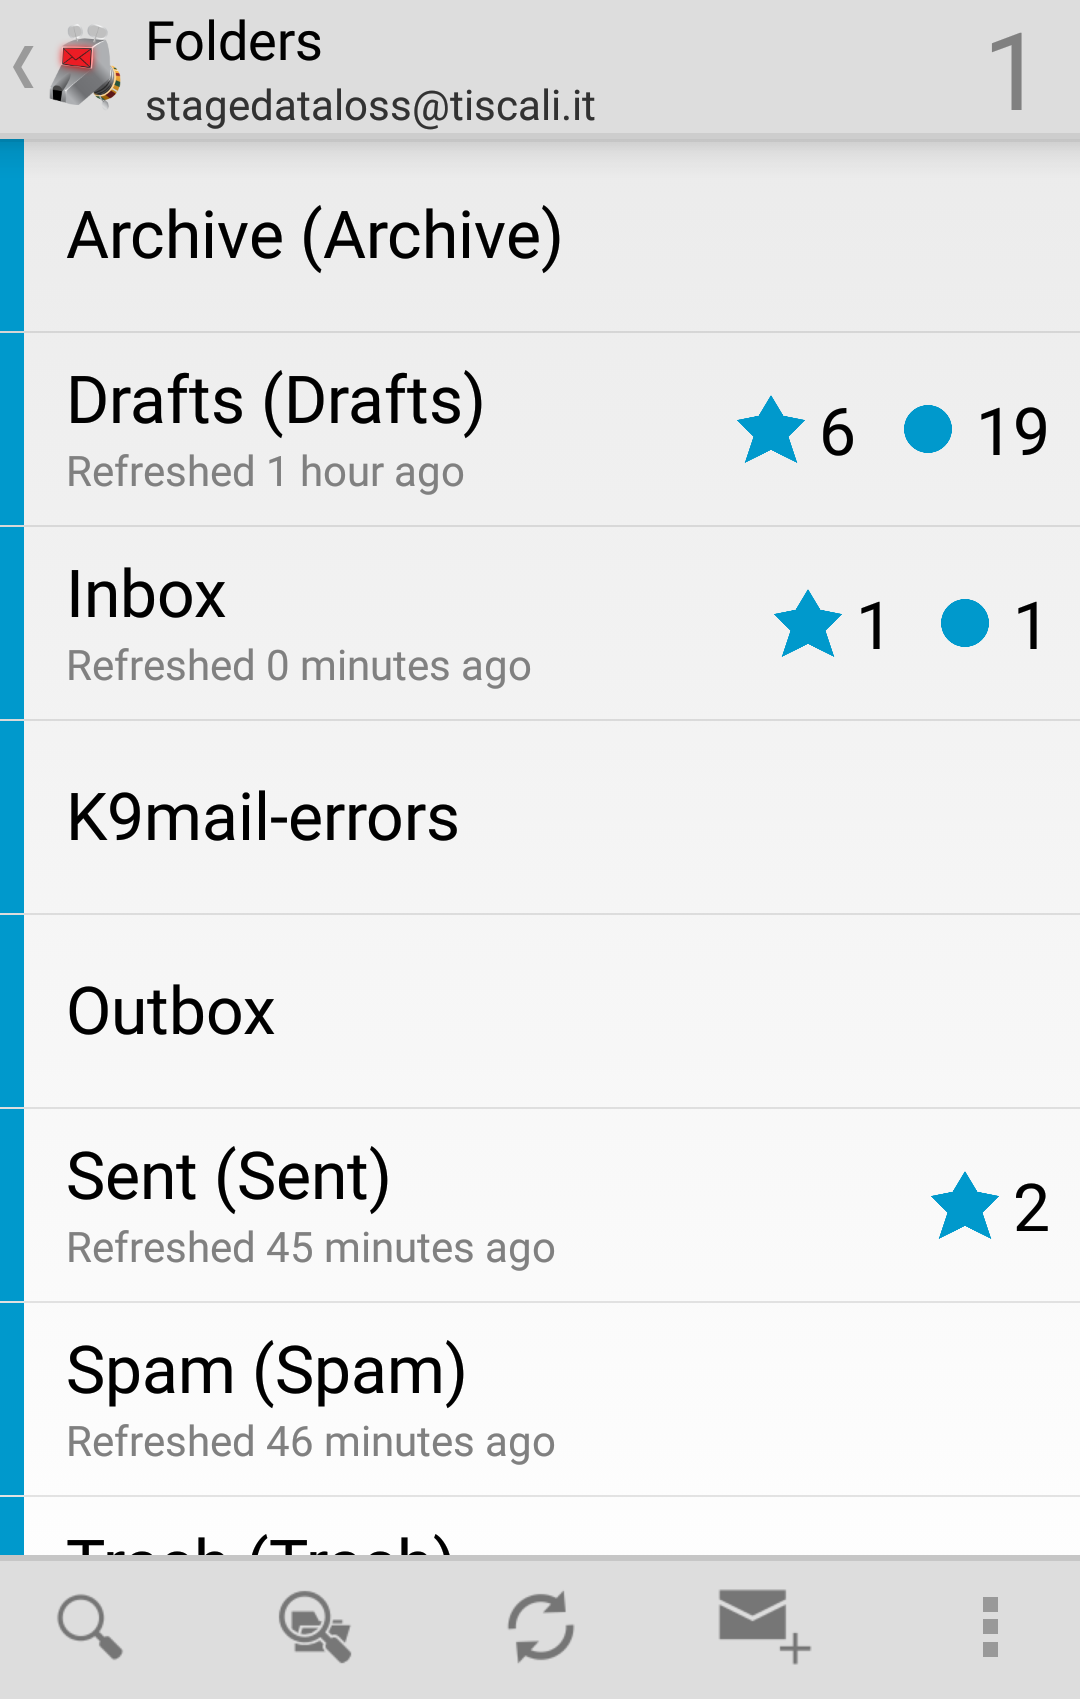 Folders
stagedataloss@tiscali.it
1
Archive (Archive)
Drafts (Drafts)
Refreshed 1 hour ago
6 19
Inbox
Refreshed 0 minutes ago
1 1
K9mail-errors
Outbox
Sent (Sent)
Refreshed 45 minutes ago
2
Spam (Spam)
Refreshed 46 minutes ago
Trash (Trash)